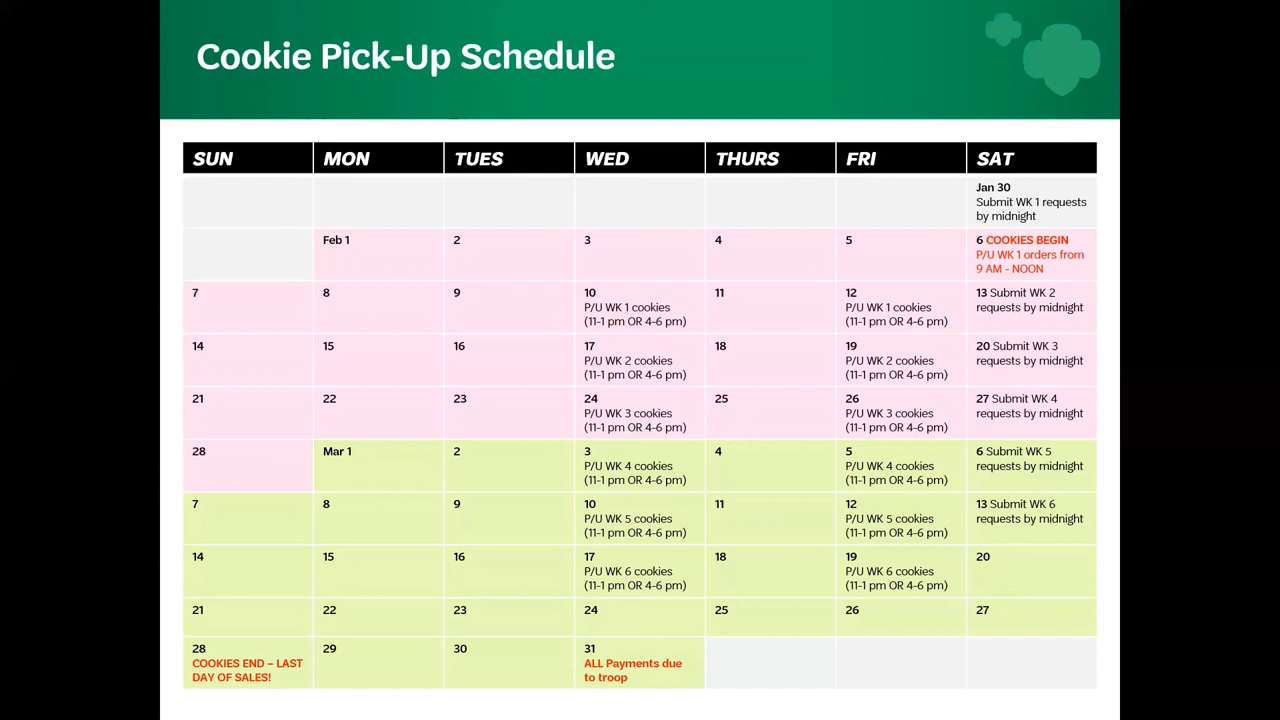 Cookie Pick-Up Schedule
SUN MON TUES WED THURS FRI SAT
Jan 30
Submit WK 1 requests
by midnight
Feb 1 2 3 4 5 6 COOKIES BEGIN
P/U WK 1 orders from
9 AM - NOON
7 8 9 10 11 12 13 Submit WK 2
P/U WK 1 cookies P/U WK 1 cookies requests by midnight
(11-1 pm OR 4-6 pm) (11-1 pm OR 4-6 pm)
14 15 16 17 18 19 20 Submit WK 3
P/U WK 2 cookies P/U WK 2 cookies requests by midnight
(11-1 pm OR 4-6 pm) (11-1 pm OR 4-6 pm)
21 22 23 24 25 26 27 Submit WK 4
P/U WK 3 cookies P/U WK 3 cookies requests by midnight
(11-1 pm OR 4-6 pm) (11-1 pm OR 4-6 pm)
28 Mar 1 2 3 4 5 6 Submit WK 5
P/U WK 4 cookies P/U WK 4 cookies requests by midnight
(11-1 pm OR 4-6 pm) (11-1 pm OR 4-6 pm)
7 8 9 10 11 12 13 Submit WK 6
P/U WK 5 cookies P/U WK 5 cookies requests by midnight
(11-1 pm OR 4-6 pm) (11-1 pm OR 4-6 pm)
14 15 16 17 18 19 20
P/U WK 6 cookies P/U WK 6 cookies
(11-1 pm OR 4-6 pm) (11-1 pm OR 4-6 pm)
21 22 23 24 25 26 27
28 29 30 31
COOKIES END – LAST ALL Payments due
DAY OF SALES! to troop